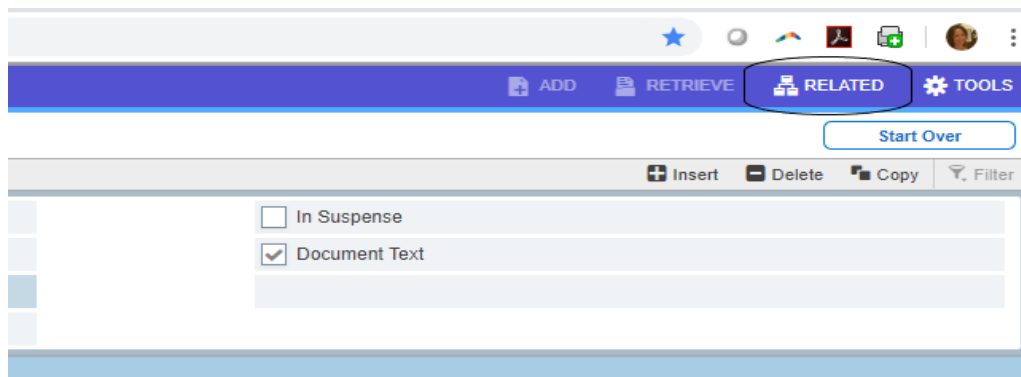 ADD RETRIEVE RELATED TOOLS
Start Over
Insert Delete Copy Filter
In Suspense
Document Text